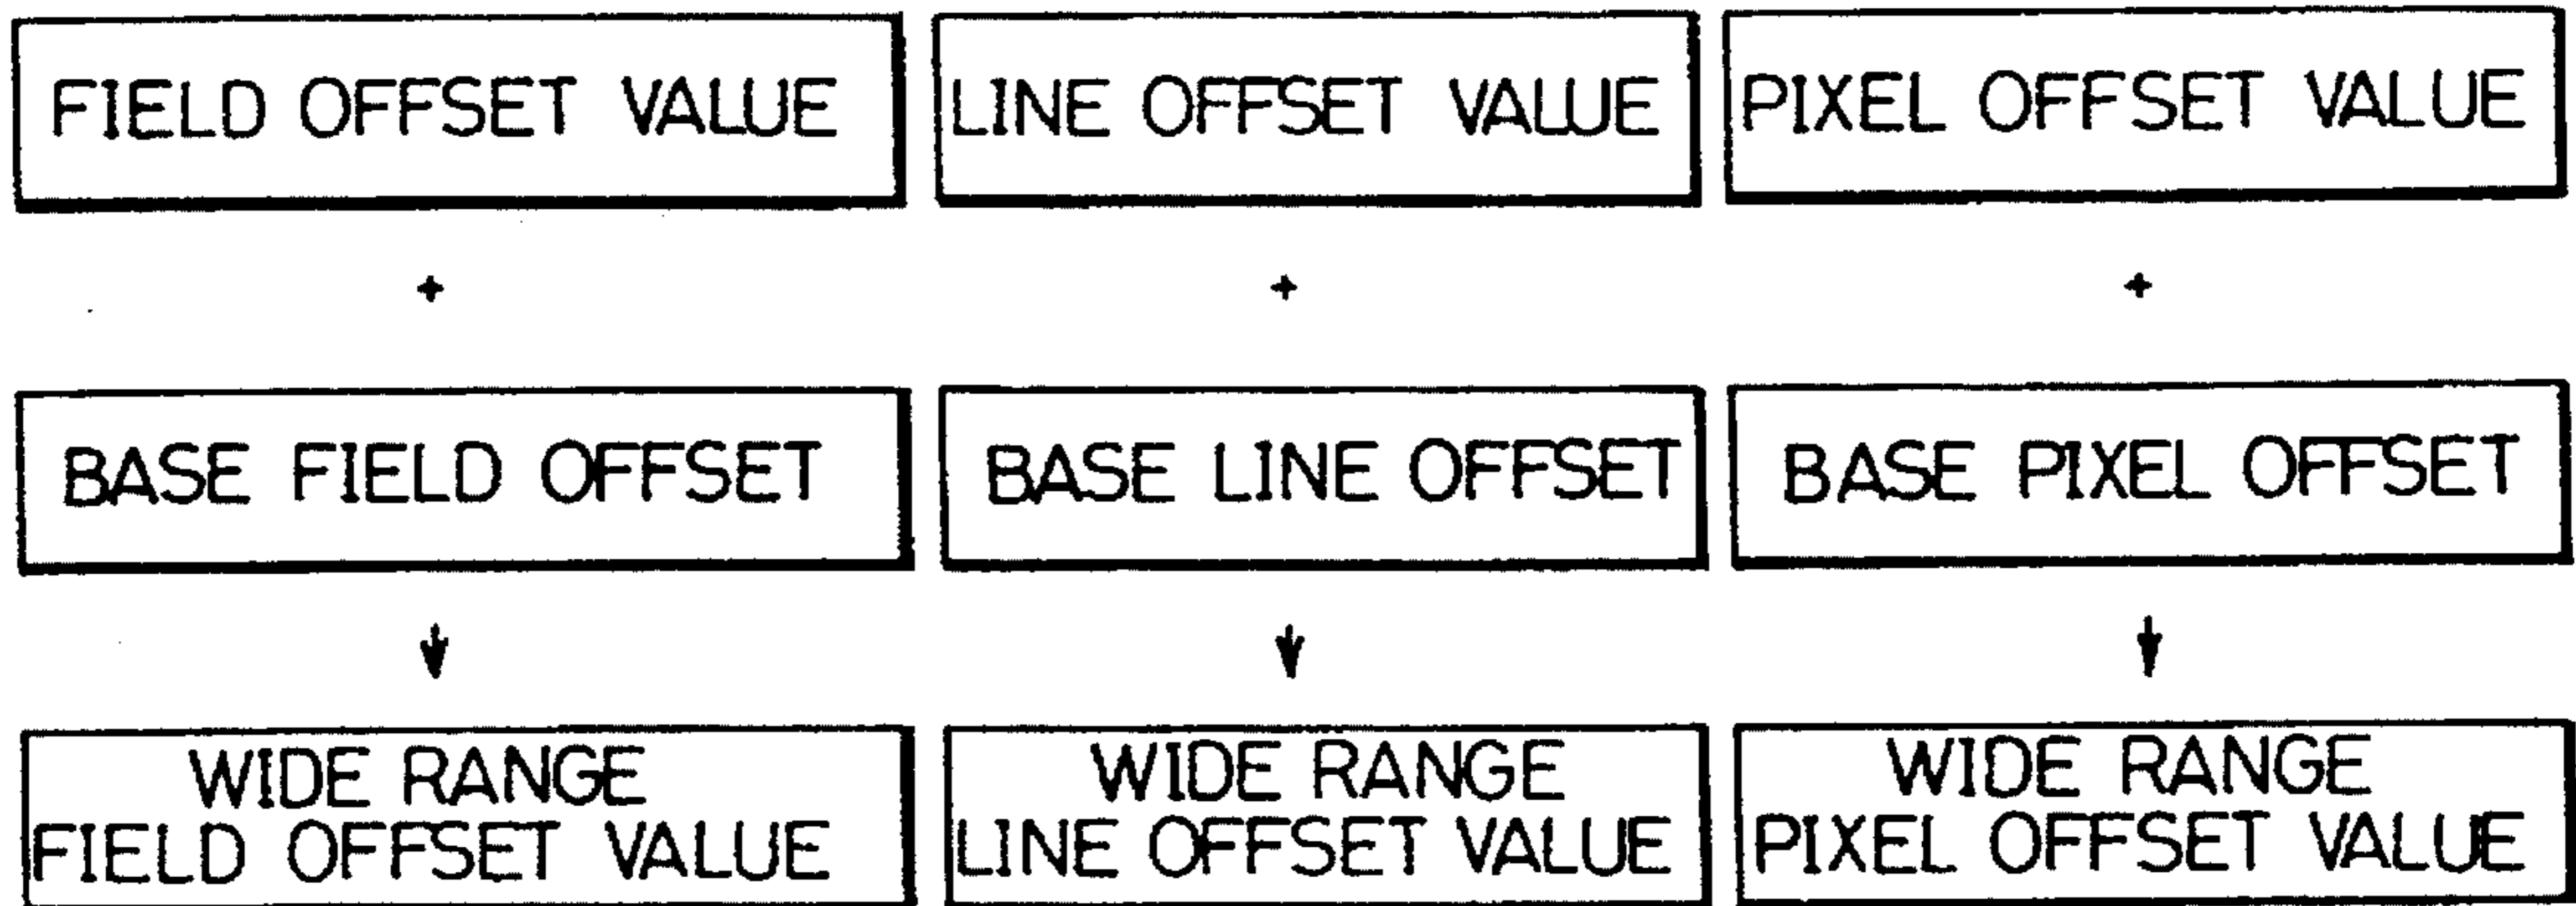 FIELD OFFSET VALUE
LINE OFFSET VALUE
PIXEL OFFSET VALUE
+
+
+
BASE FIELD OFFSET
BASE LINE OFFSET
BASE PIXEL OFFSET
WIDE RANGE
FIELD OFFSET VALUE
WIDE RANGE
LINE OFFSET VALUE
WIDE RANGE
PIXEL OFFSET VALUE